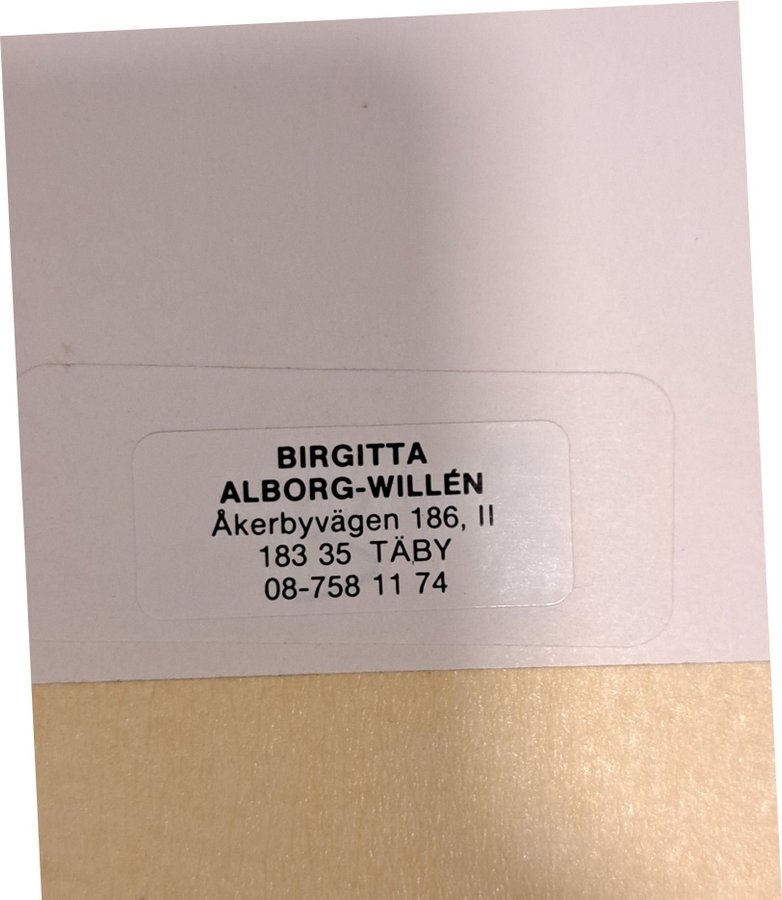 BIRGITTA
ALBORG-WILLÉN
Åkerbyvägen 186, II
183 35 TÄBY
08-758 11 74